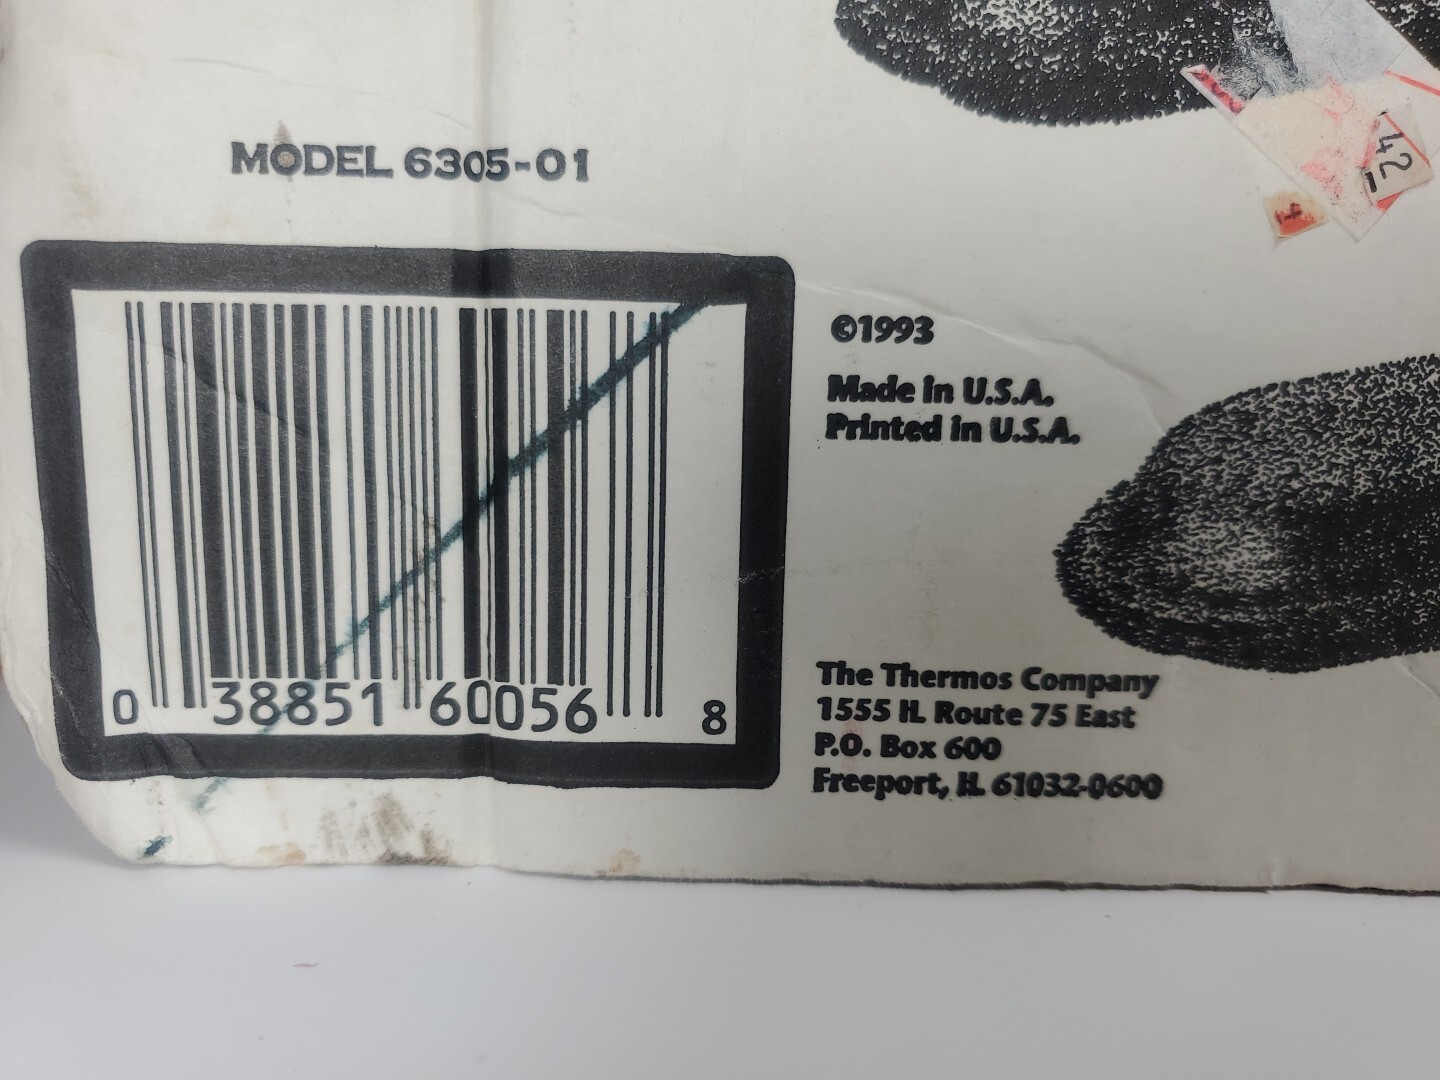 MODEL 6305-01
©1993
Made in U.S.A.
Printed in U.S.A.
The Thermos Company
1555 IL Route 75 East
P.O. Box 600
Freeport, IL 61032-0600
0 38851 60056 8
42